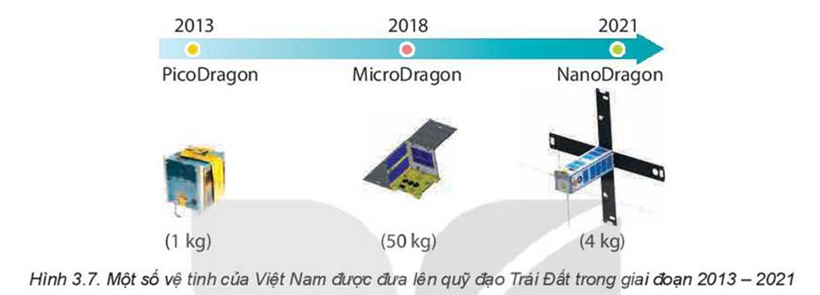 2013 2018 2021
PicoDragon MicroDragon NanoDragon
(1 kg) (50 kg) (4 kg)
Hình 3.7. Một số vệ tinh của Việt Nam được đưa lên quỹ đạo Trái Đất trong giai đoạn 2013 – 2021